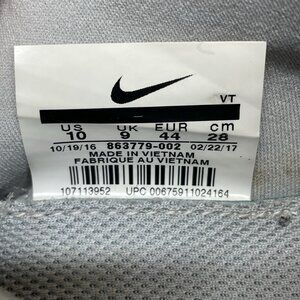 VT
US UK EUR cm
10 9 44 28
10/19/16 863779-002 02/22/17
MADE IN VIETNAM
FABRIQUE AU VIETNAM
107113952 UPC 00675911024164